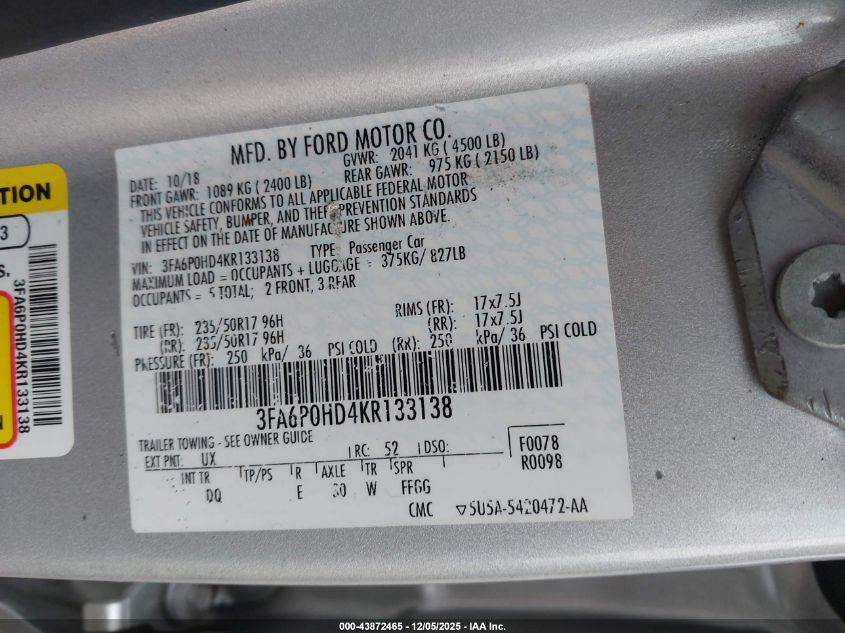 MFD. BY FORD MOTOR CO.
DATE: 10/18 GVWR: 2041 KG ( 4500 LB)
FRONT GAWR: 1089 KG ( 2400 LB) REAR GAWR: 975 KG ( 2150 LB)
THIS VEHICLE CONFORMS TO ALL APPLICABLE FEDERAL MOTOR
VEHICLE SAFETY, BUMPER, AND THEFT PREVENTION STANDARDS
IN EFFECT ON THE DATE OF MANUFACTURE SHOWN ABOVE.
VIN: 3FA6P0HD4KR133138 TYPE: Passenger Car
MAXIMUM LOAD = OCCUPANTS + LUGGAGE = 375KG/ 827LB
OCCUPANTS = 5 TOTAL; 2 FRONT, 3 REAR
TIRE (FR): 235/50R17 96H RIMS (FR): 17x7.5J
(RR): 235/50R17 96H (RR): 17x7.5J
PRESSURE (FR): 250 kPa/ 36 PSI COLD (RR): 250 kPa/ 36 PSI COLD
3FA6P0HD4KR133138
TRAILER TOWING - SEE OWNER GUIDE
EXT PNT: UX RC: 52 DSO: F0078
INT TR TP/PS R AXLE TR SPR R0098
DQ E 30 W FFGG
CMC 5U5A-5420472-AA
TION
3
S.
3FA6P0HD4KR133138
N
000-43872465 - 12/05/2025 - IAA Inc.